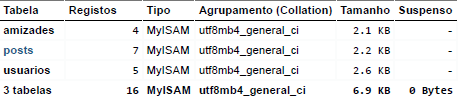 Tabela Registos Tipo Agrupamento (Collation) Tamanho Suspenso
amizades 4 MyISAM utf8mb4_general_ci 2.1 KB -
posts 7 MyISAM utf8mb4_general_ci 2.2 KB -
usuarios 5 MyISAM utf8mb4_general_ci 2.6 KB -
3 tabelas 16 MyISAM utf8mb4_general_ci 6.9 KB 0 Bytes